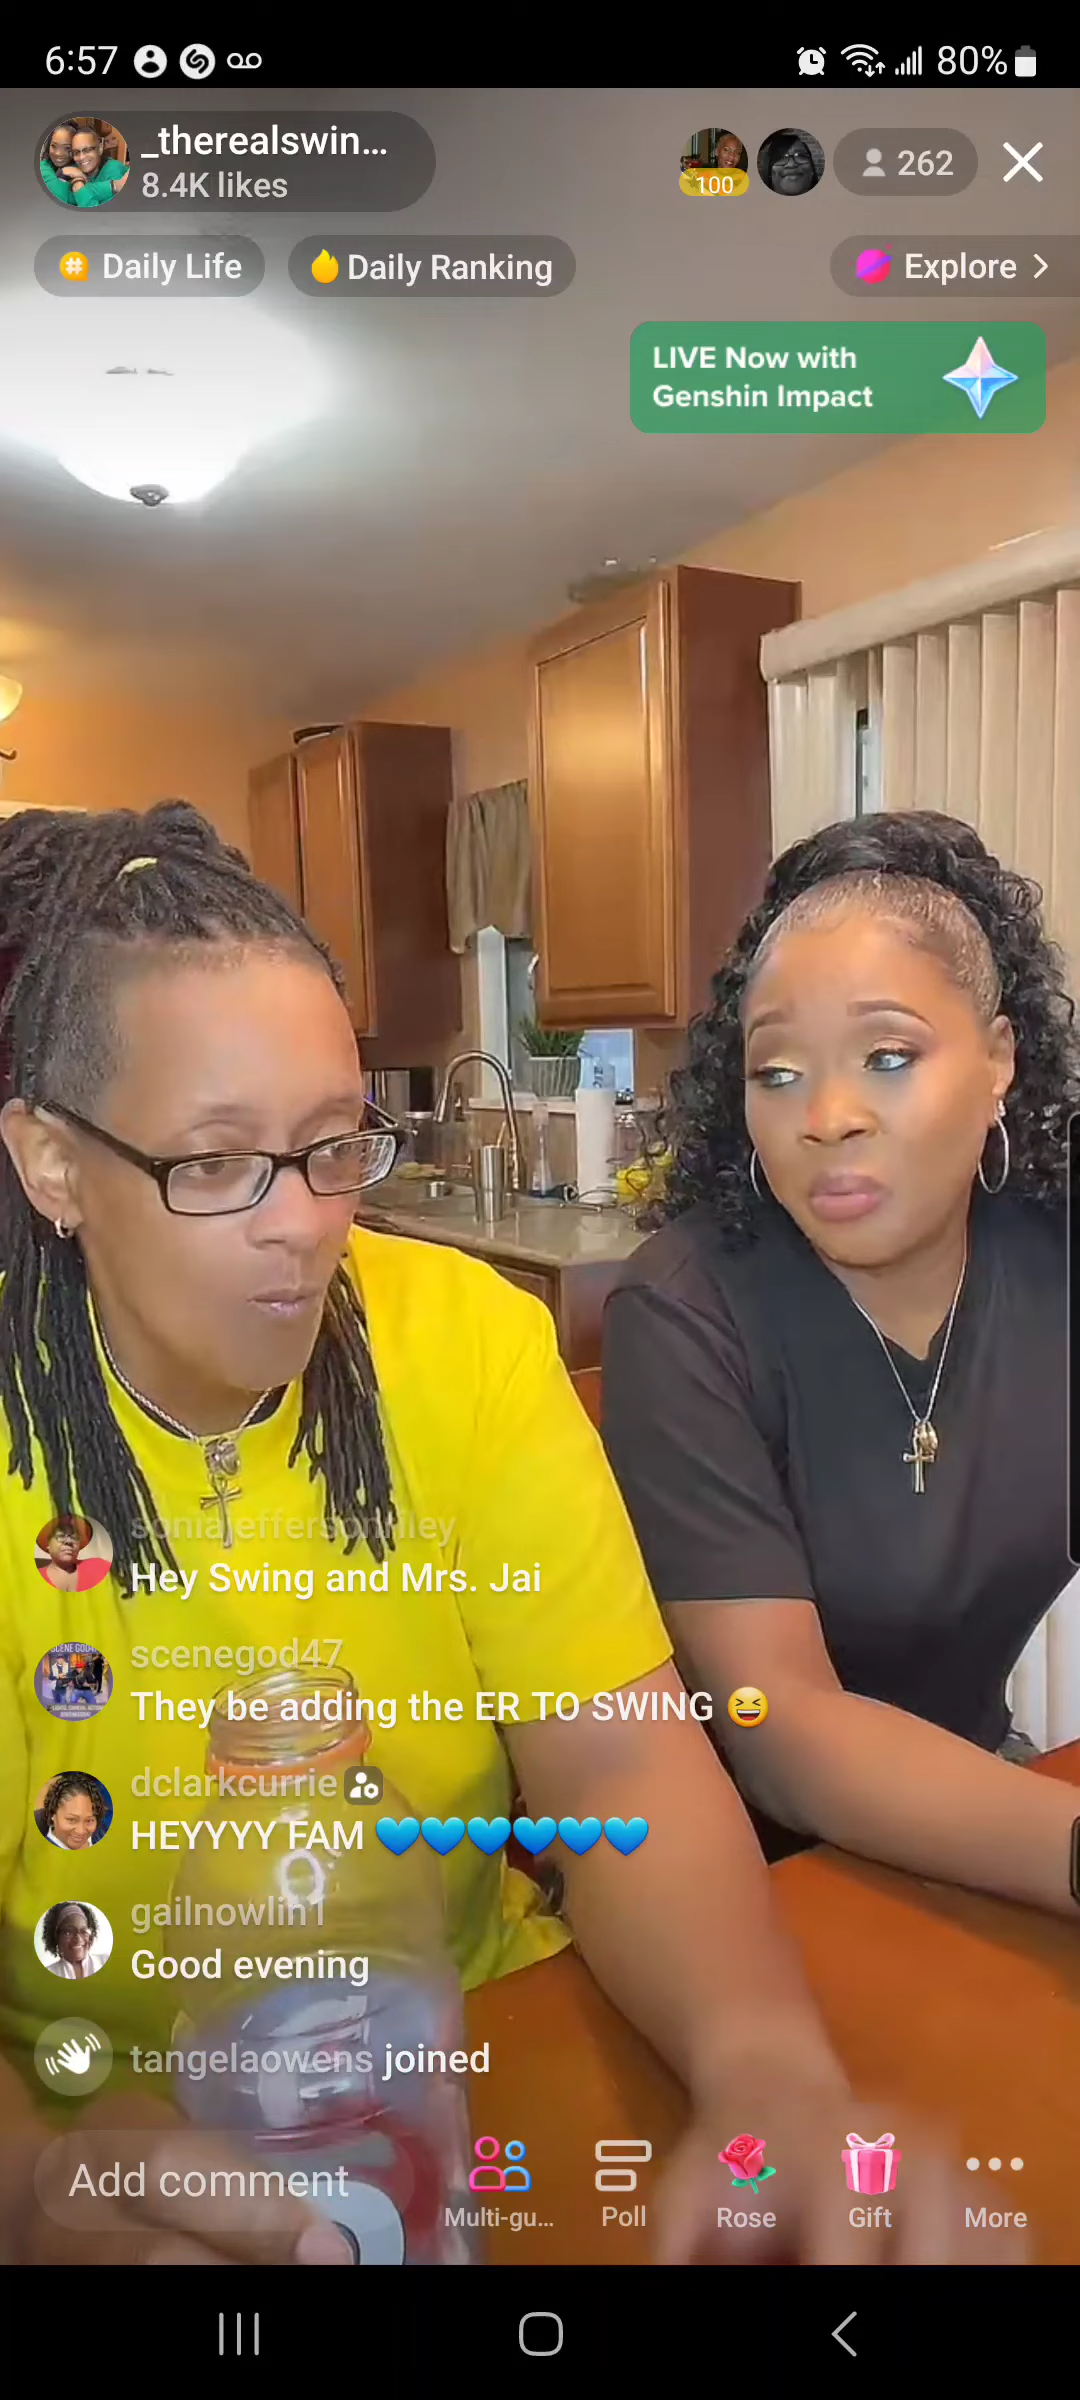 6:57
80%
_therealswin...
8.4K likes
100
262
Daily Life
Daily Ranking
Explore
LIVE Now with
Genshin Impact
soniajeffersonriley
Hey Swing and Mrs. Jai
scenegod47
They be adding the ER TO SWING 😆
dclarkcurrie
HEYYYY FAM 💙💙💙💙💙💙
gailnowlin1
Good evening
tangelaowens joined
Add comment
Multi-gu...
Poll
Rose
Gift
More